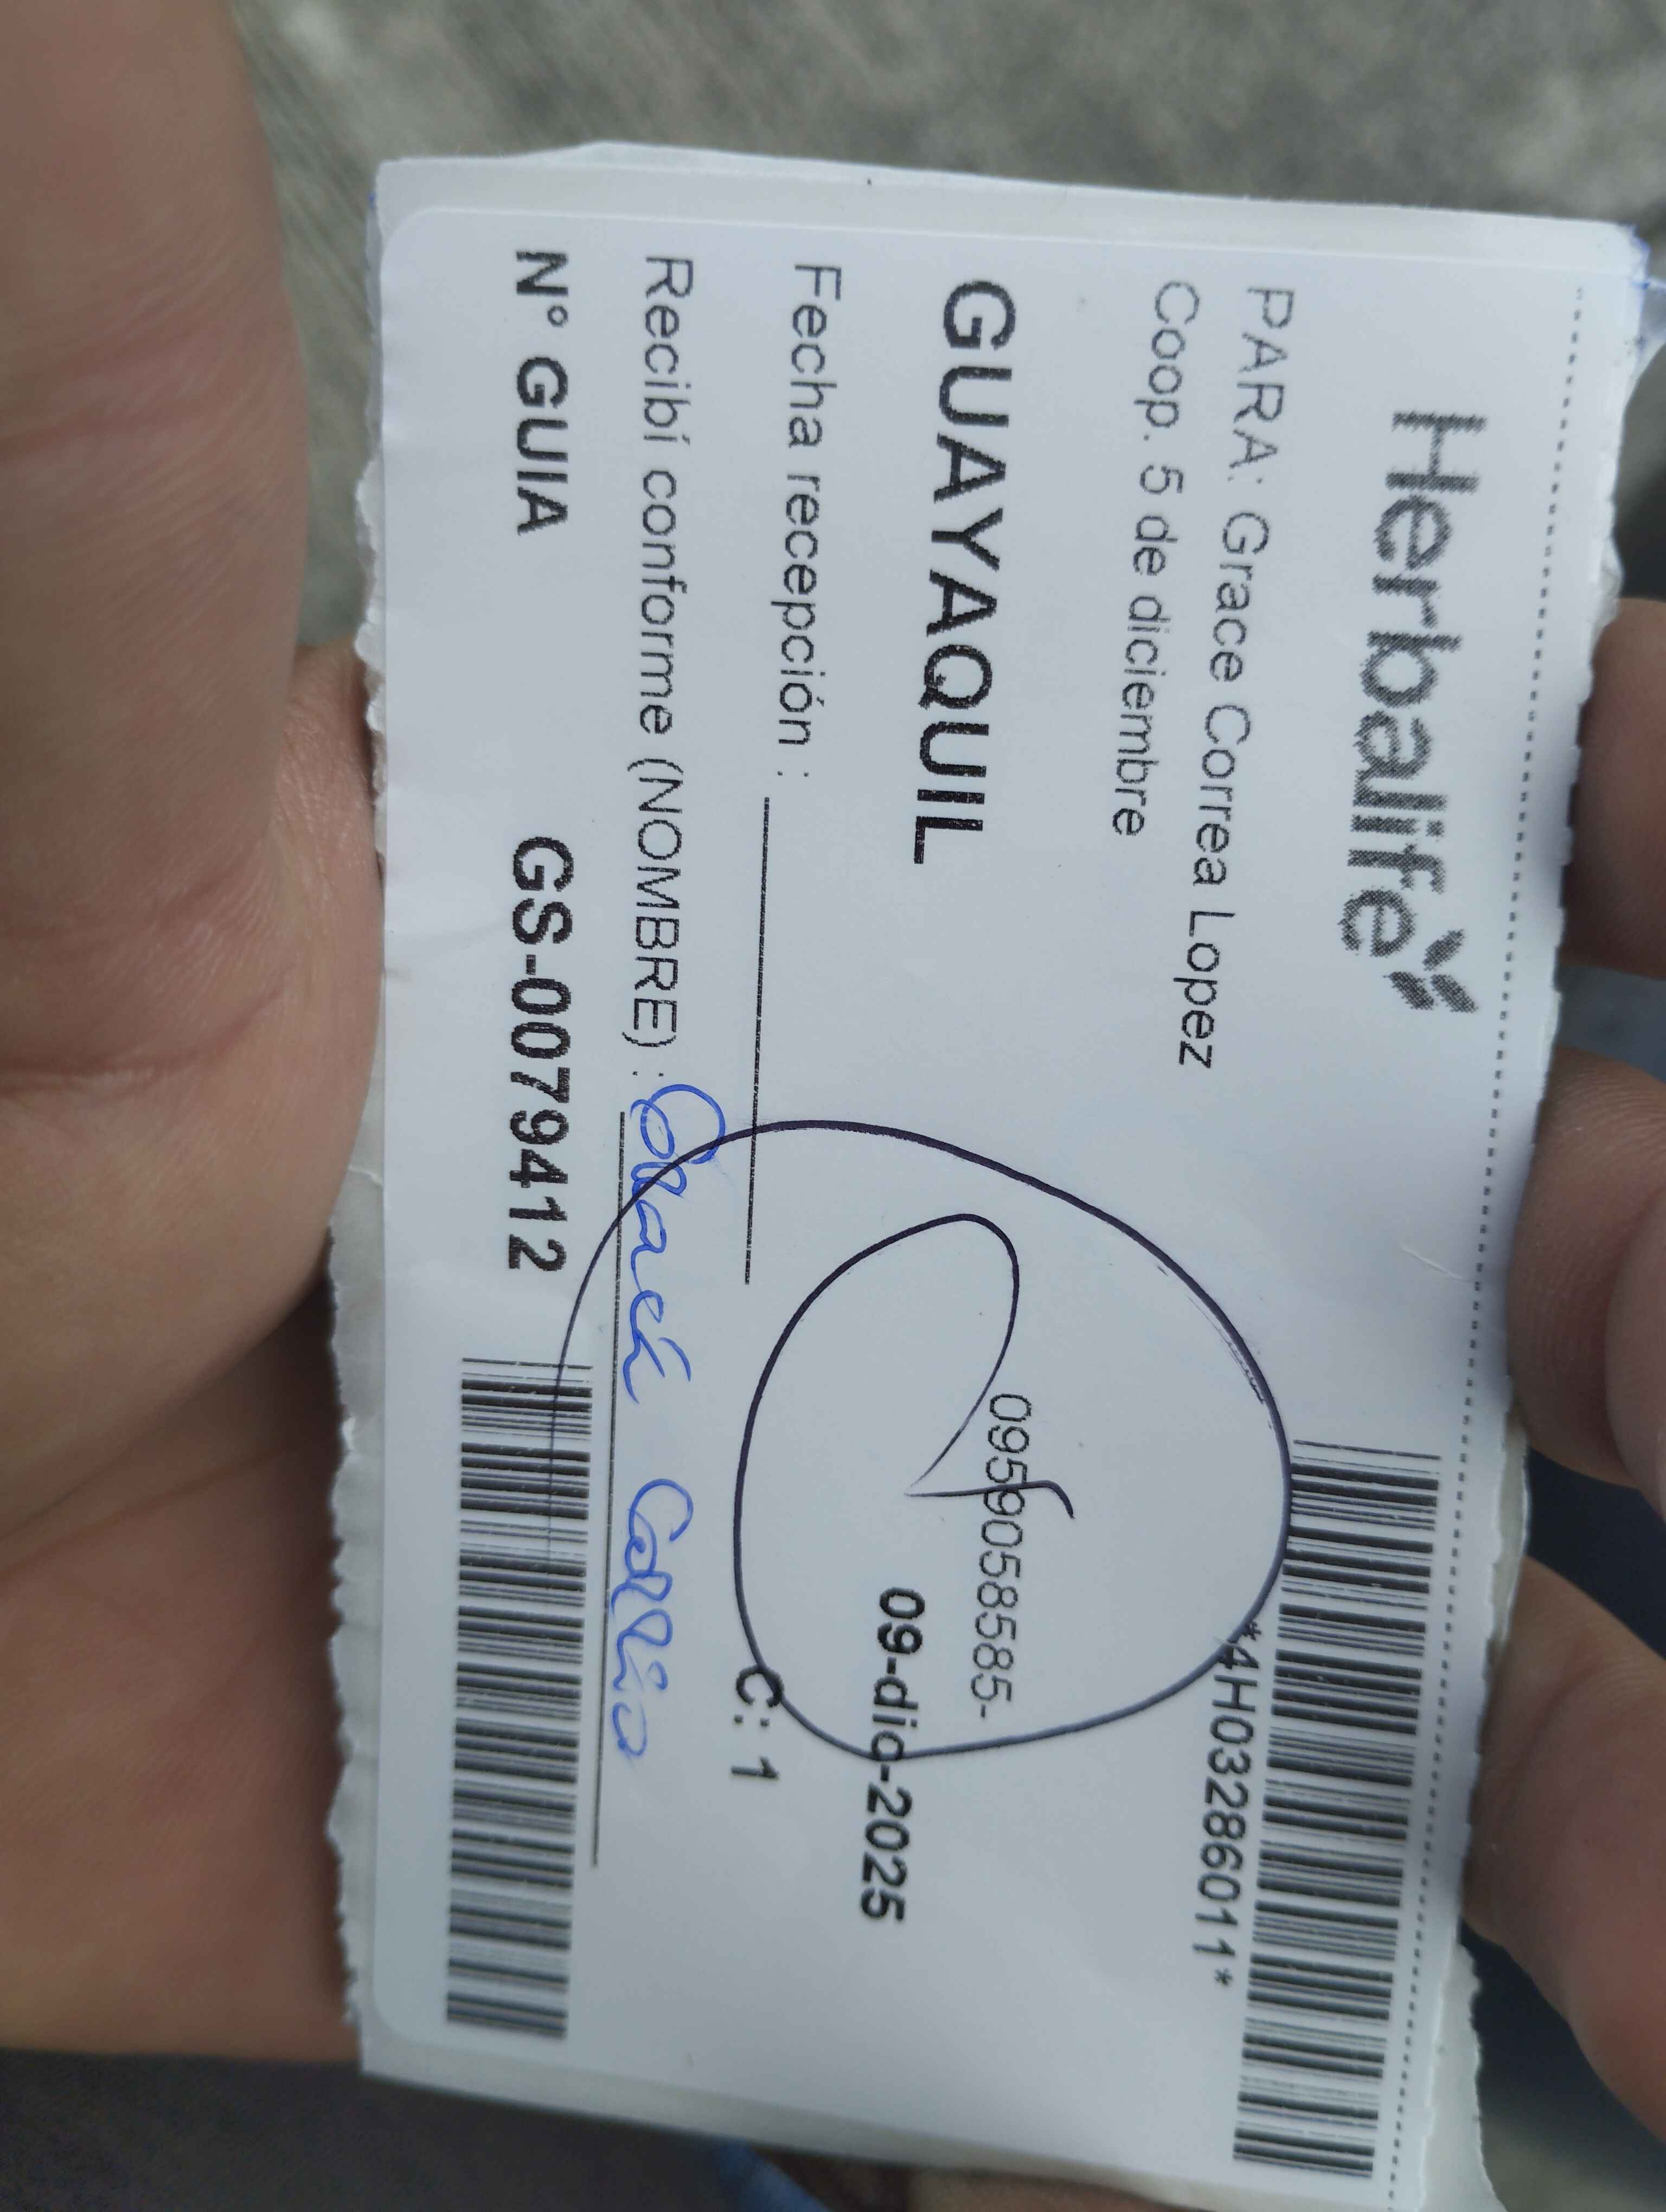 Herbalife
*4H03286011*
PARA: Grace Correa Lopez
Coop. 5 de diciembre
0959058585-
GUAYAQUIL
09-dic-2025
Fecha recepción :
C: 1
Recibí conforme (NOMBRE) :
N° GUIA GS-0079412